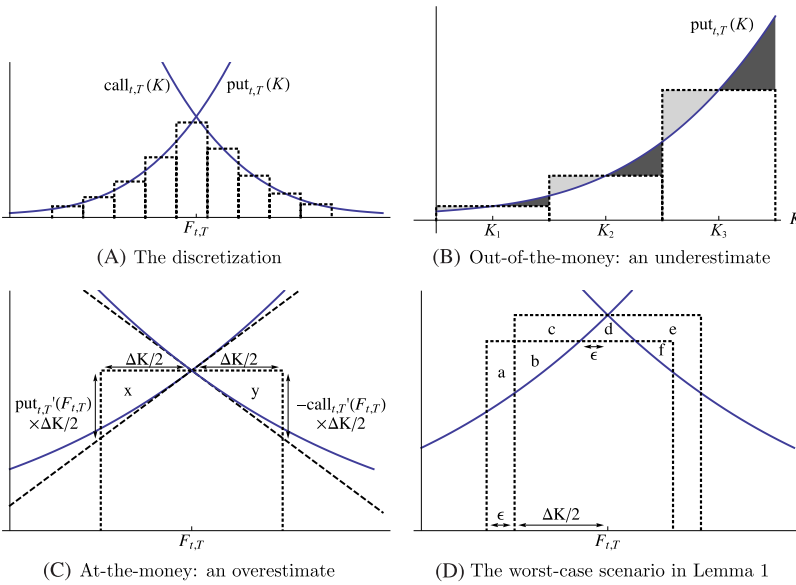 call_{t,T}(K)
put_{t,T}(K)
F_{t,T}
(A) The discretization
put_{t,T}(K)
K_1
K_2
K_3
K
(B) Out-of-the-money: an underestimate
ΔK/2
ΔK/2
x
y
put_{t,T}'(F_{t,T})
×ΔK/2
−call_{t,T}'(F_{t,T})
×ΔK/2
F_{t,T}
(C) At-the-money: an overestimate
c
d
e
ϵ
f
a
b
ϵ
ΔK/2
F_{t,T}
(D) The worst-case scenario in Lemma 1